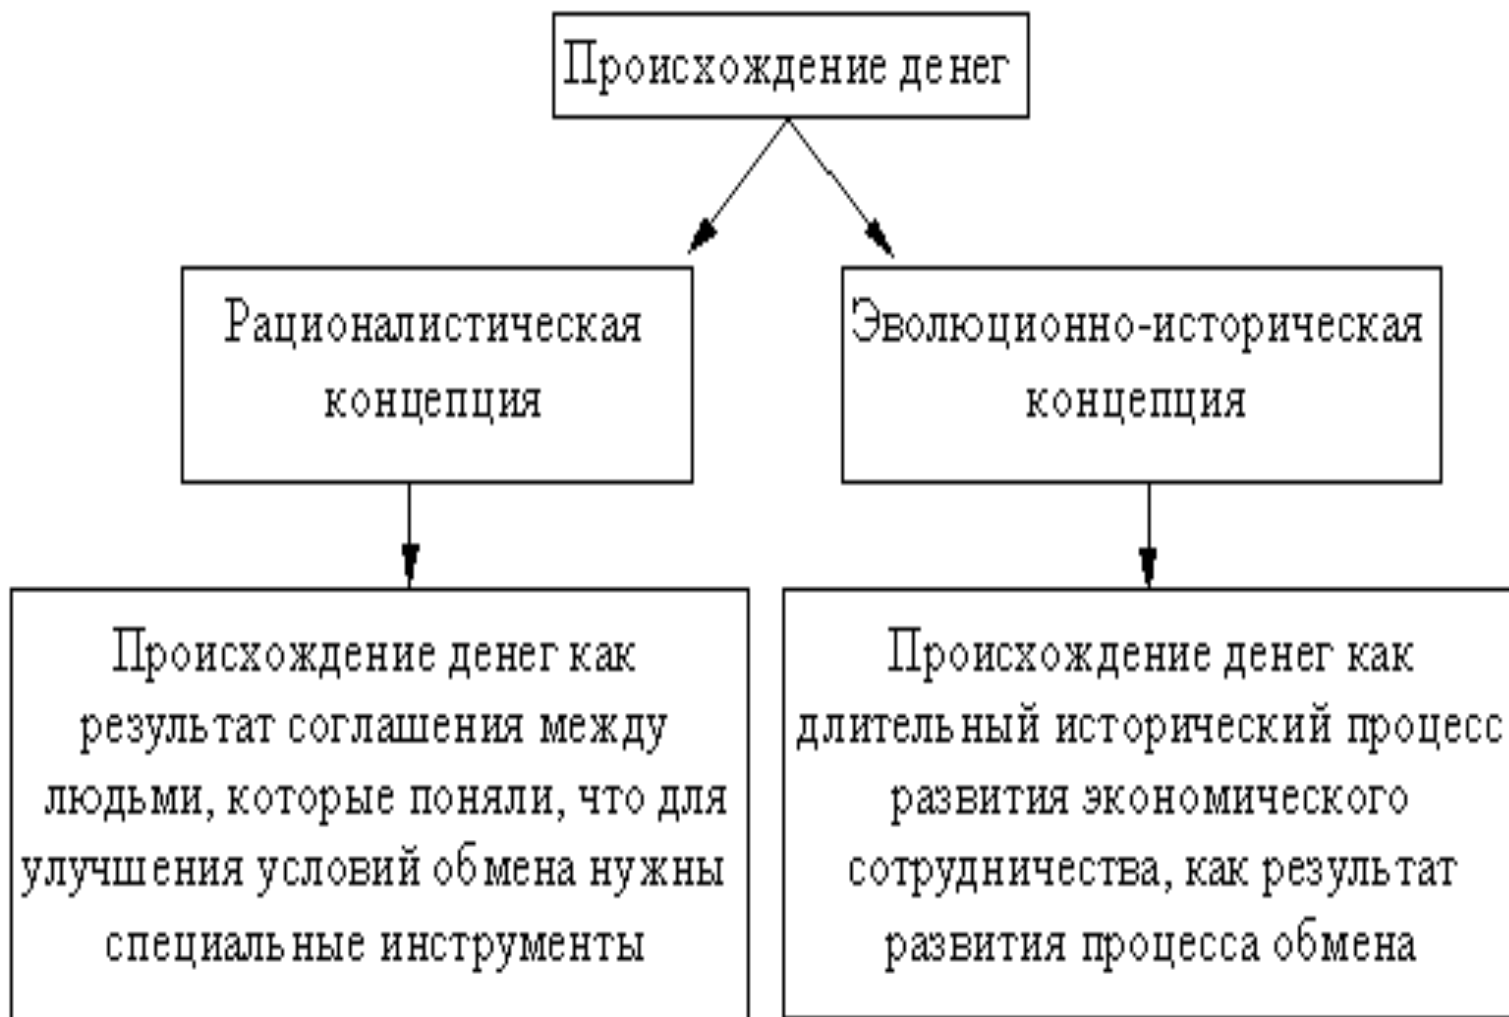 Происхождение денег
Рационалистическая
концепция
Эволюционно-историческая
концепция
Происхождение денег как
результат соглашения между
людьми, которые поняли, что для
улучшения условий обмена нужны
специальные инструменты
Происхождение денег как
длительный исторический процесс
развития экономического
сотрудничества, как результат
развития процесса обмена